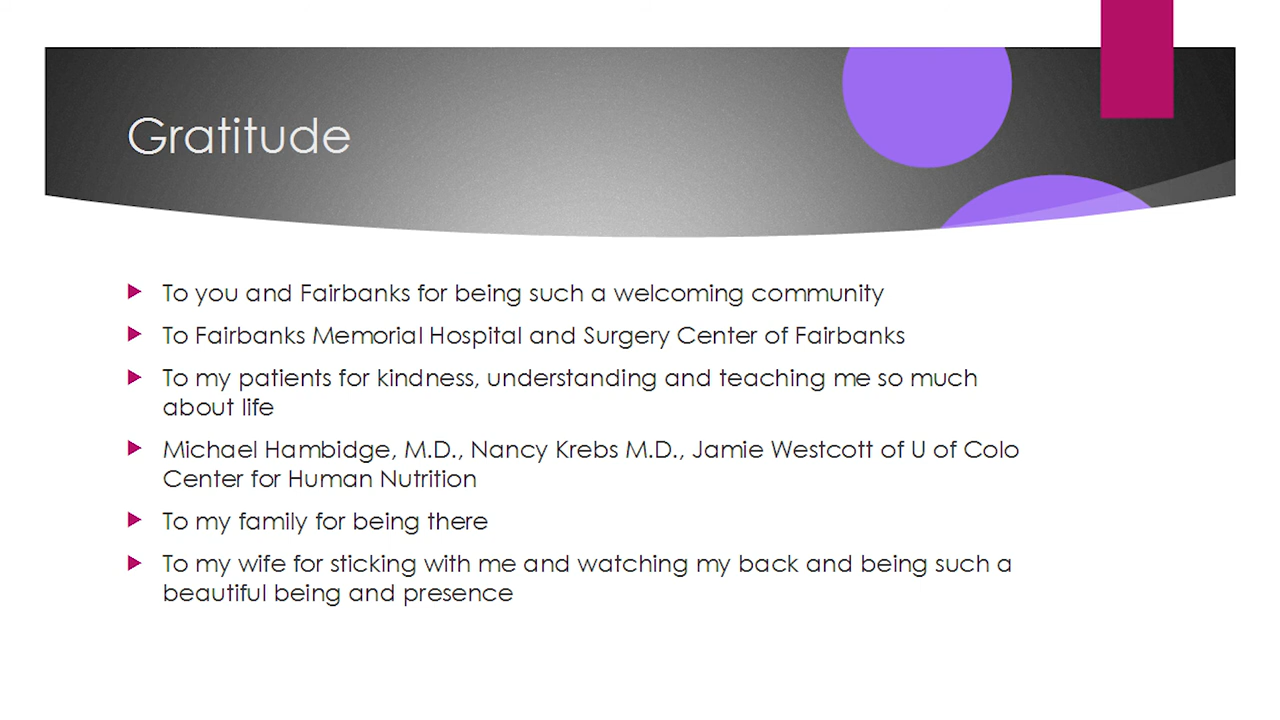 Gratitude
To you and Fairbanks for being such a welcoming community
To Fairbanks Memorial Hospital and Surgery Center of Fairbanks
To my patients for kindness, understanding and teaching me so much
about life
Michael Hambidge, M.D., Nancy Krebs M.D., Jamie Westcott of U of Colo
Center for Human Nutrition
To my family for being there
To my wife for sticking with me and watching my back and being such a
beautiful being and presence